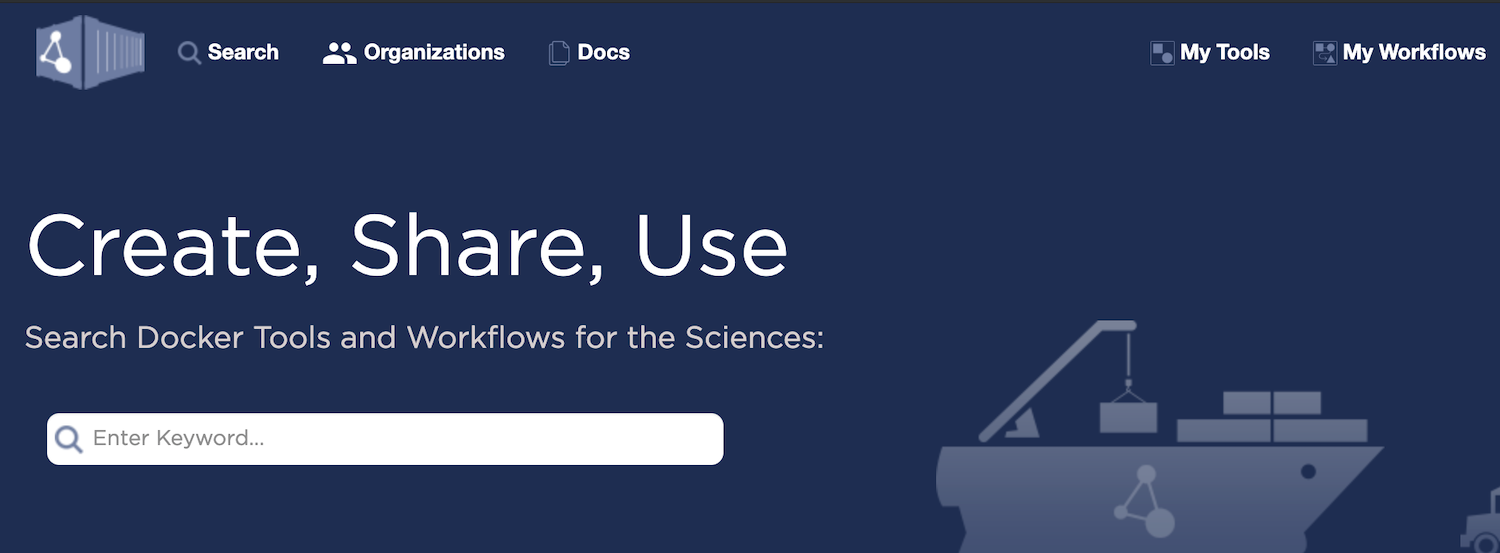 Search Organizations Docs My Tools My Workflows
Create, Share, Use
Search Docker Tools and Workflows for the Sciences:
Enter Keyword...